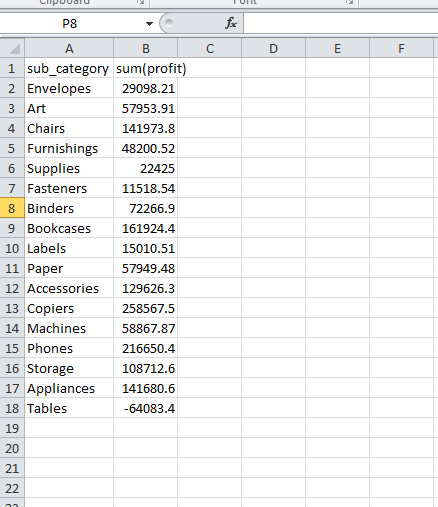 Clipboard Font
P8 fx
A B C D E F
1 sub_category sum(profit)
2 Envelopes 29098.21
3 Art 57953.91
4 Chairs 141973.8
5 Furnishings 48200.52
6 Supplies 22425
7 Fasteners 11518.54
8 Binders 72266.9
9 Bookcases 161924.4
10 Labels 15010.51
11 Paper 57949.48
12 Accessories 129626.3
13 Copiers 258567.5
14 Machines 58867.87
15 Phones 216650.4
16 Storage 108712.6
17 Appliances 141680.6
18 Tables -64083.4
19
20
21
22